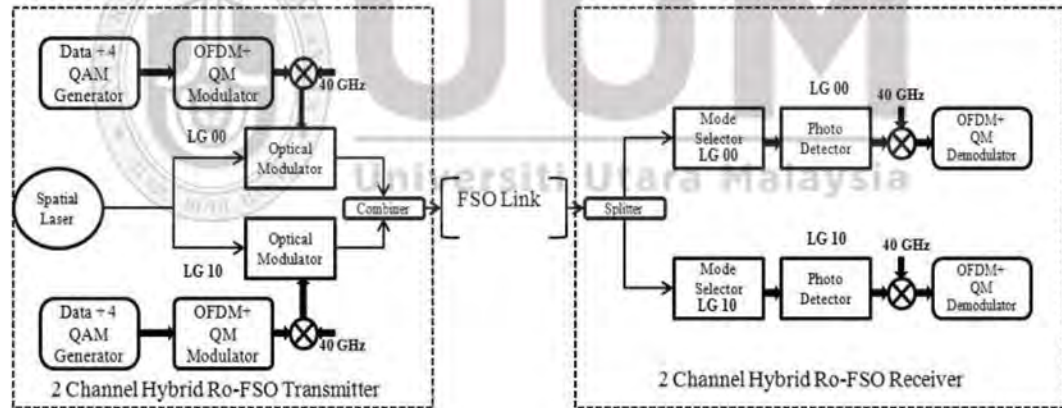 UUM
Universiti Utara Malaysia
Data + 4
QAM
Generator
OFDM+
QM
Modulator
40 GHz
LG 00
Optical
Modulator
Spatial
Laser
Combiner
FSO Link
Optical
Modulator
LG 10
Data + 4
QAM
Generator
OFDM+
QM
Modulator
40 GHz
2 Channel Hybrid Ro-FSO Transmitter
Splitter
Mode
Selector
LG 00
LG 00
Photo
Detector
40 GHz
OFDM+
QM
Demodulator
Mode
Selector
LG 10
LG 10
Photo
Detector
40 GHz
OFDM+
QM
Demodulator
2 Channel Hybrid Ro-FSO Receiver